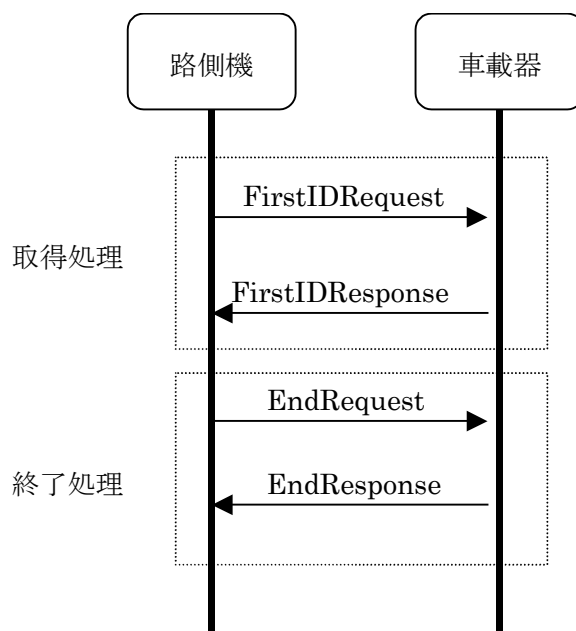 路側機
車載器
FirstIDRequest
取得処理
FirstIDResponse
EndRequest
終了処理
EndResponse